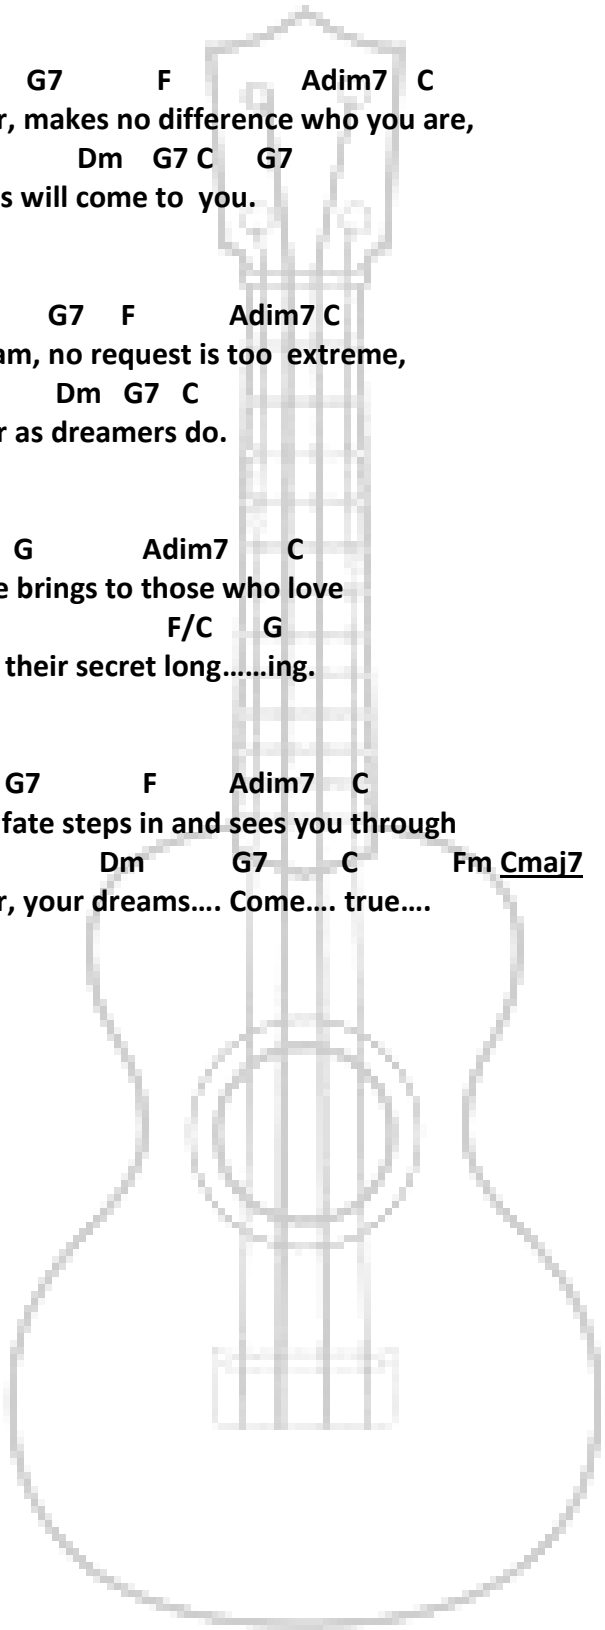 G7 F Adim7 C
r, makes no difference who you are,
Dm G7 C G7
s will come to you.
G7 F Adim7 C
am, no request is too extreme,
Dm G7 C
r as dreamers do.
G Adim7 C
e brings to those who love
F/C G
their secret long……ing.
G7 F Adim7 C
fate steps in and sees you through
Dm G7 C Fm Cmaj7
r, your dreams…. Come…. true….